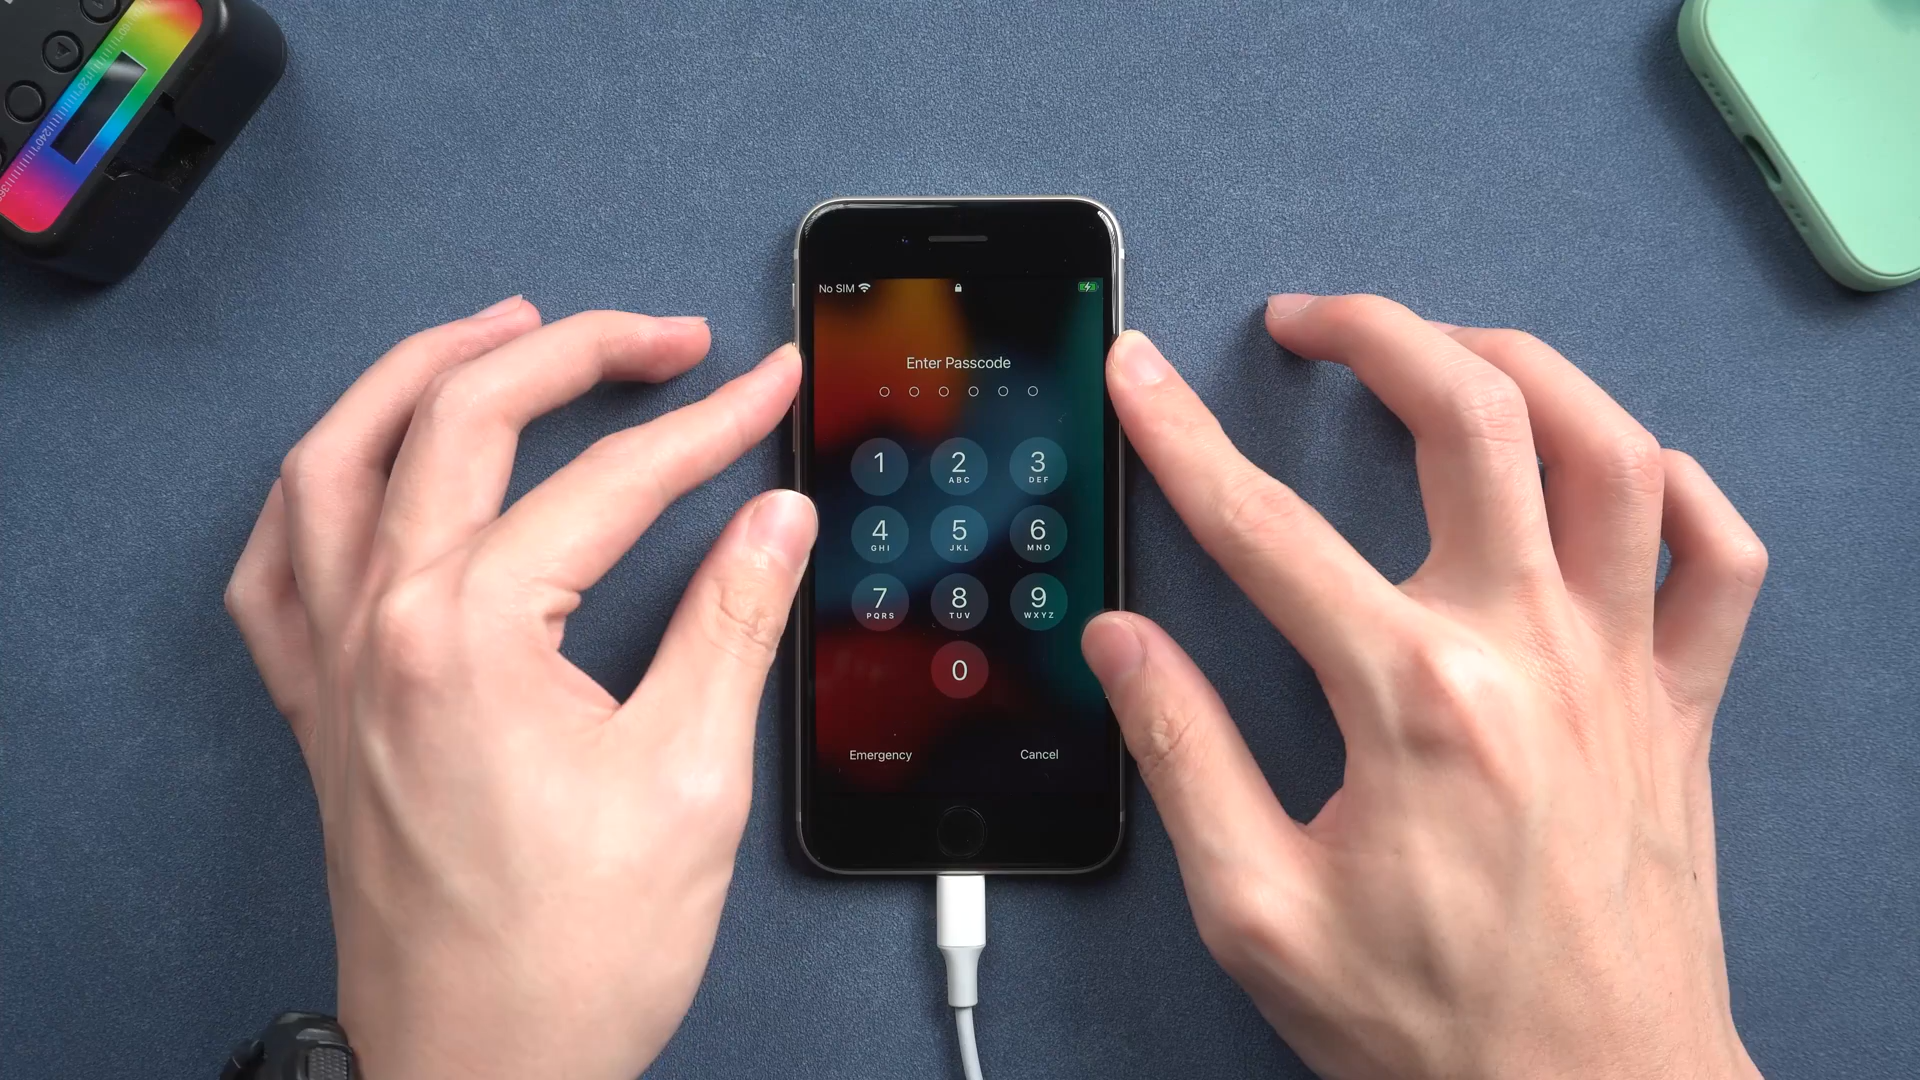 No SIM
Enter Passcode
1
2
ABC
3
DEF
4
GHI
5
JKL
6
MNO
7
PQRS
8
TUV
9
WXYZ
0
Emergency
Cancel